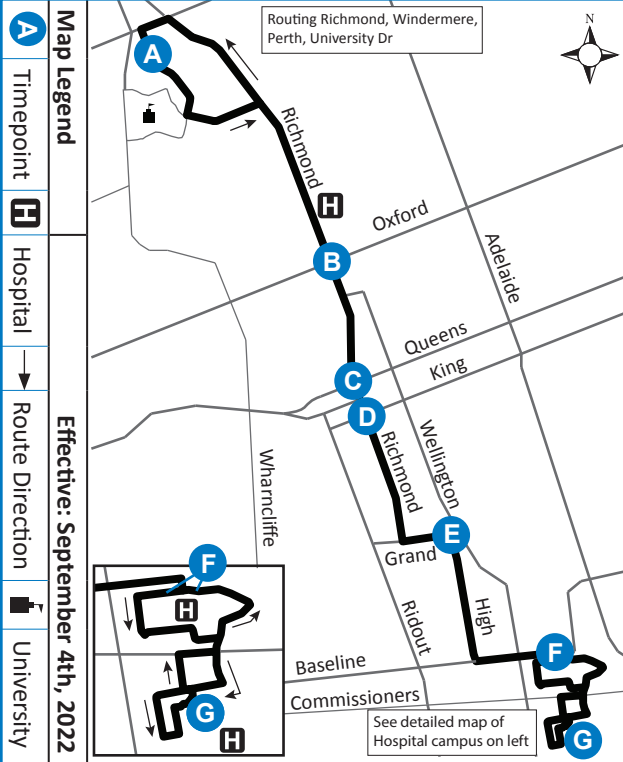 N
Routing Richmond, Windermere,
Perth, University Dr
A
Richmond
H
Oxford
B
Adelaide
Queens
King
C
D
Richmond
Wellington
Wharncliffe
E
Grand
High
Ridout
F
Baseline
Commissioners
G
See detailed map of
Hospital campus on left
F
H
G
H
Map Legend
Effective: September 4th, 2022
A Timepoint H Hospital Route Direction University